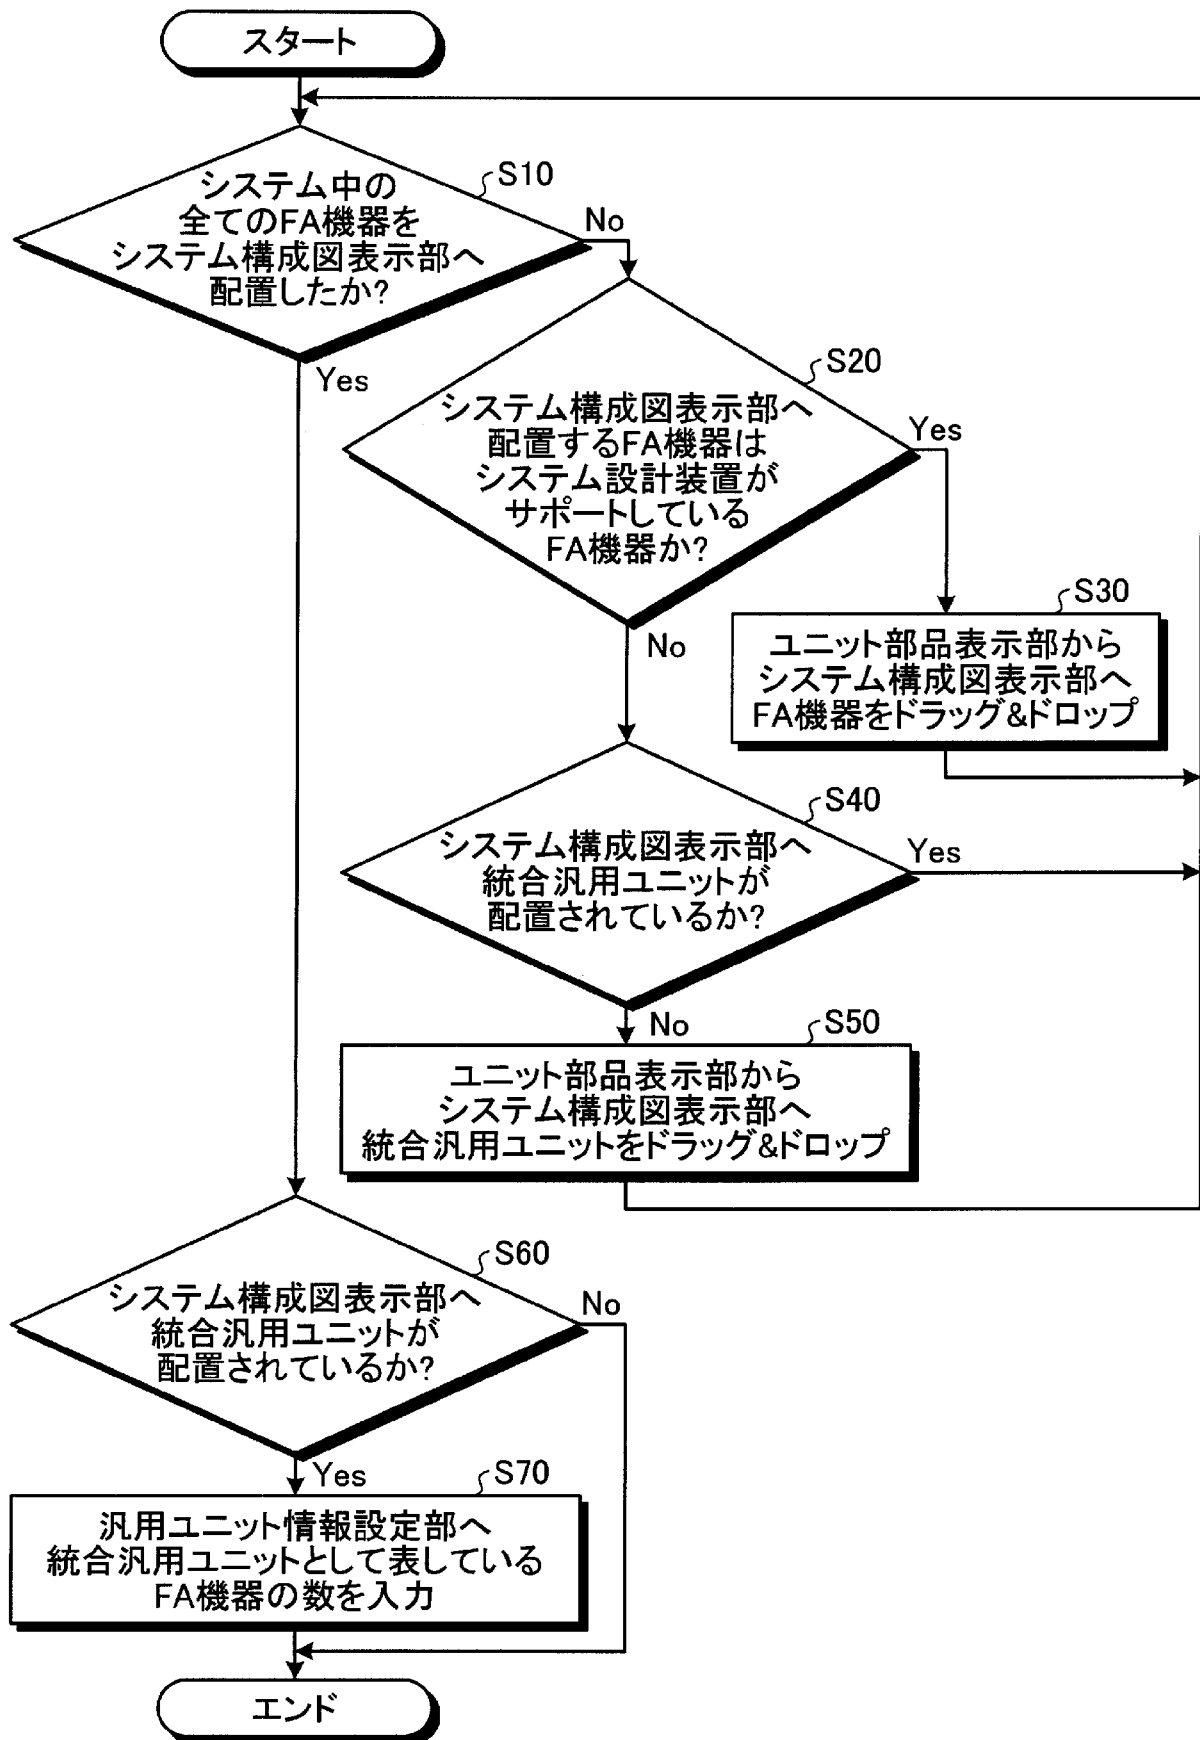 スタート
S10
システム中の
全てのFA機器を
システム構成図表示部へ
配置したか?
No
Yes
S20
システム構成図表示部へ
配置するFA機器は
システム設計装置が
サポートしている
FA機器か?
Yes
No
S30
ユニット部品表示部から
システム構成図表示部へ
FA機器をドラッグ&ドロップ
S40
システム構成図表示部へ
統合汎用ユニットが
配置されているか?
Yes
No
S50
ユニット部品表示部から
システム構成図表示部へ
統合汎用ユニットをドラッグ&ドロップ
S60
システム構成図表示部へ
統合汎用ユニットが
配置されているか?
No
Yes
S70
汎用ユニット情報設定部へ
統合汎用ユニットとして表している
FA機器の数を入力
エンド